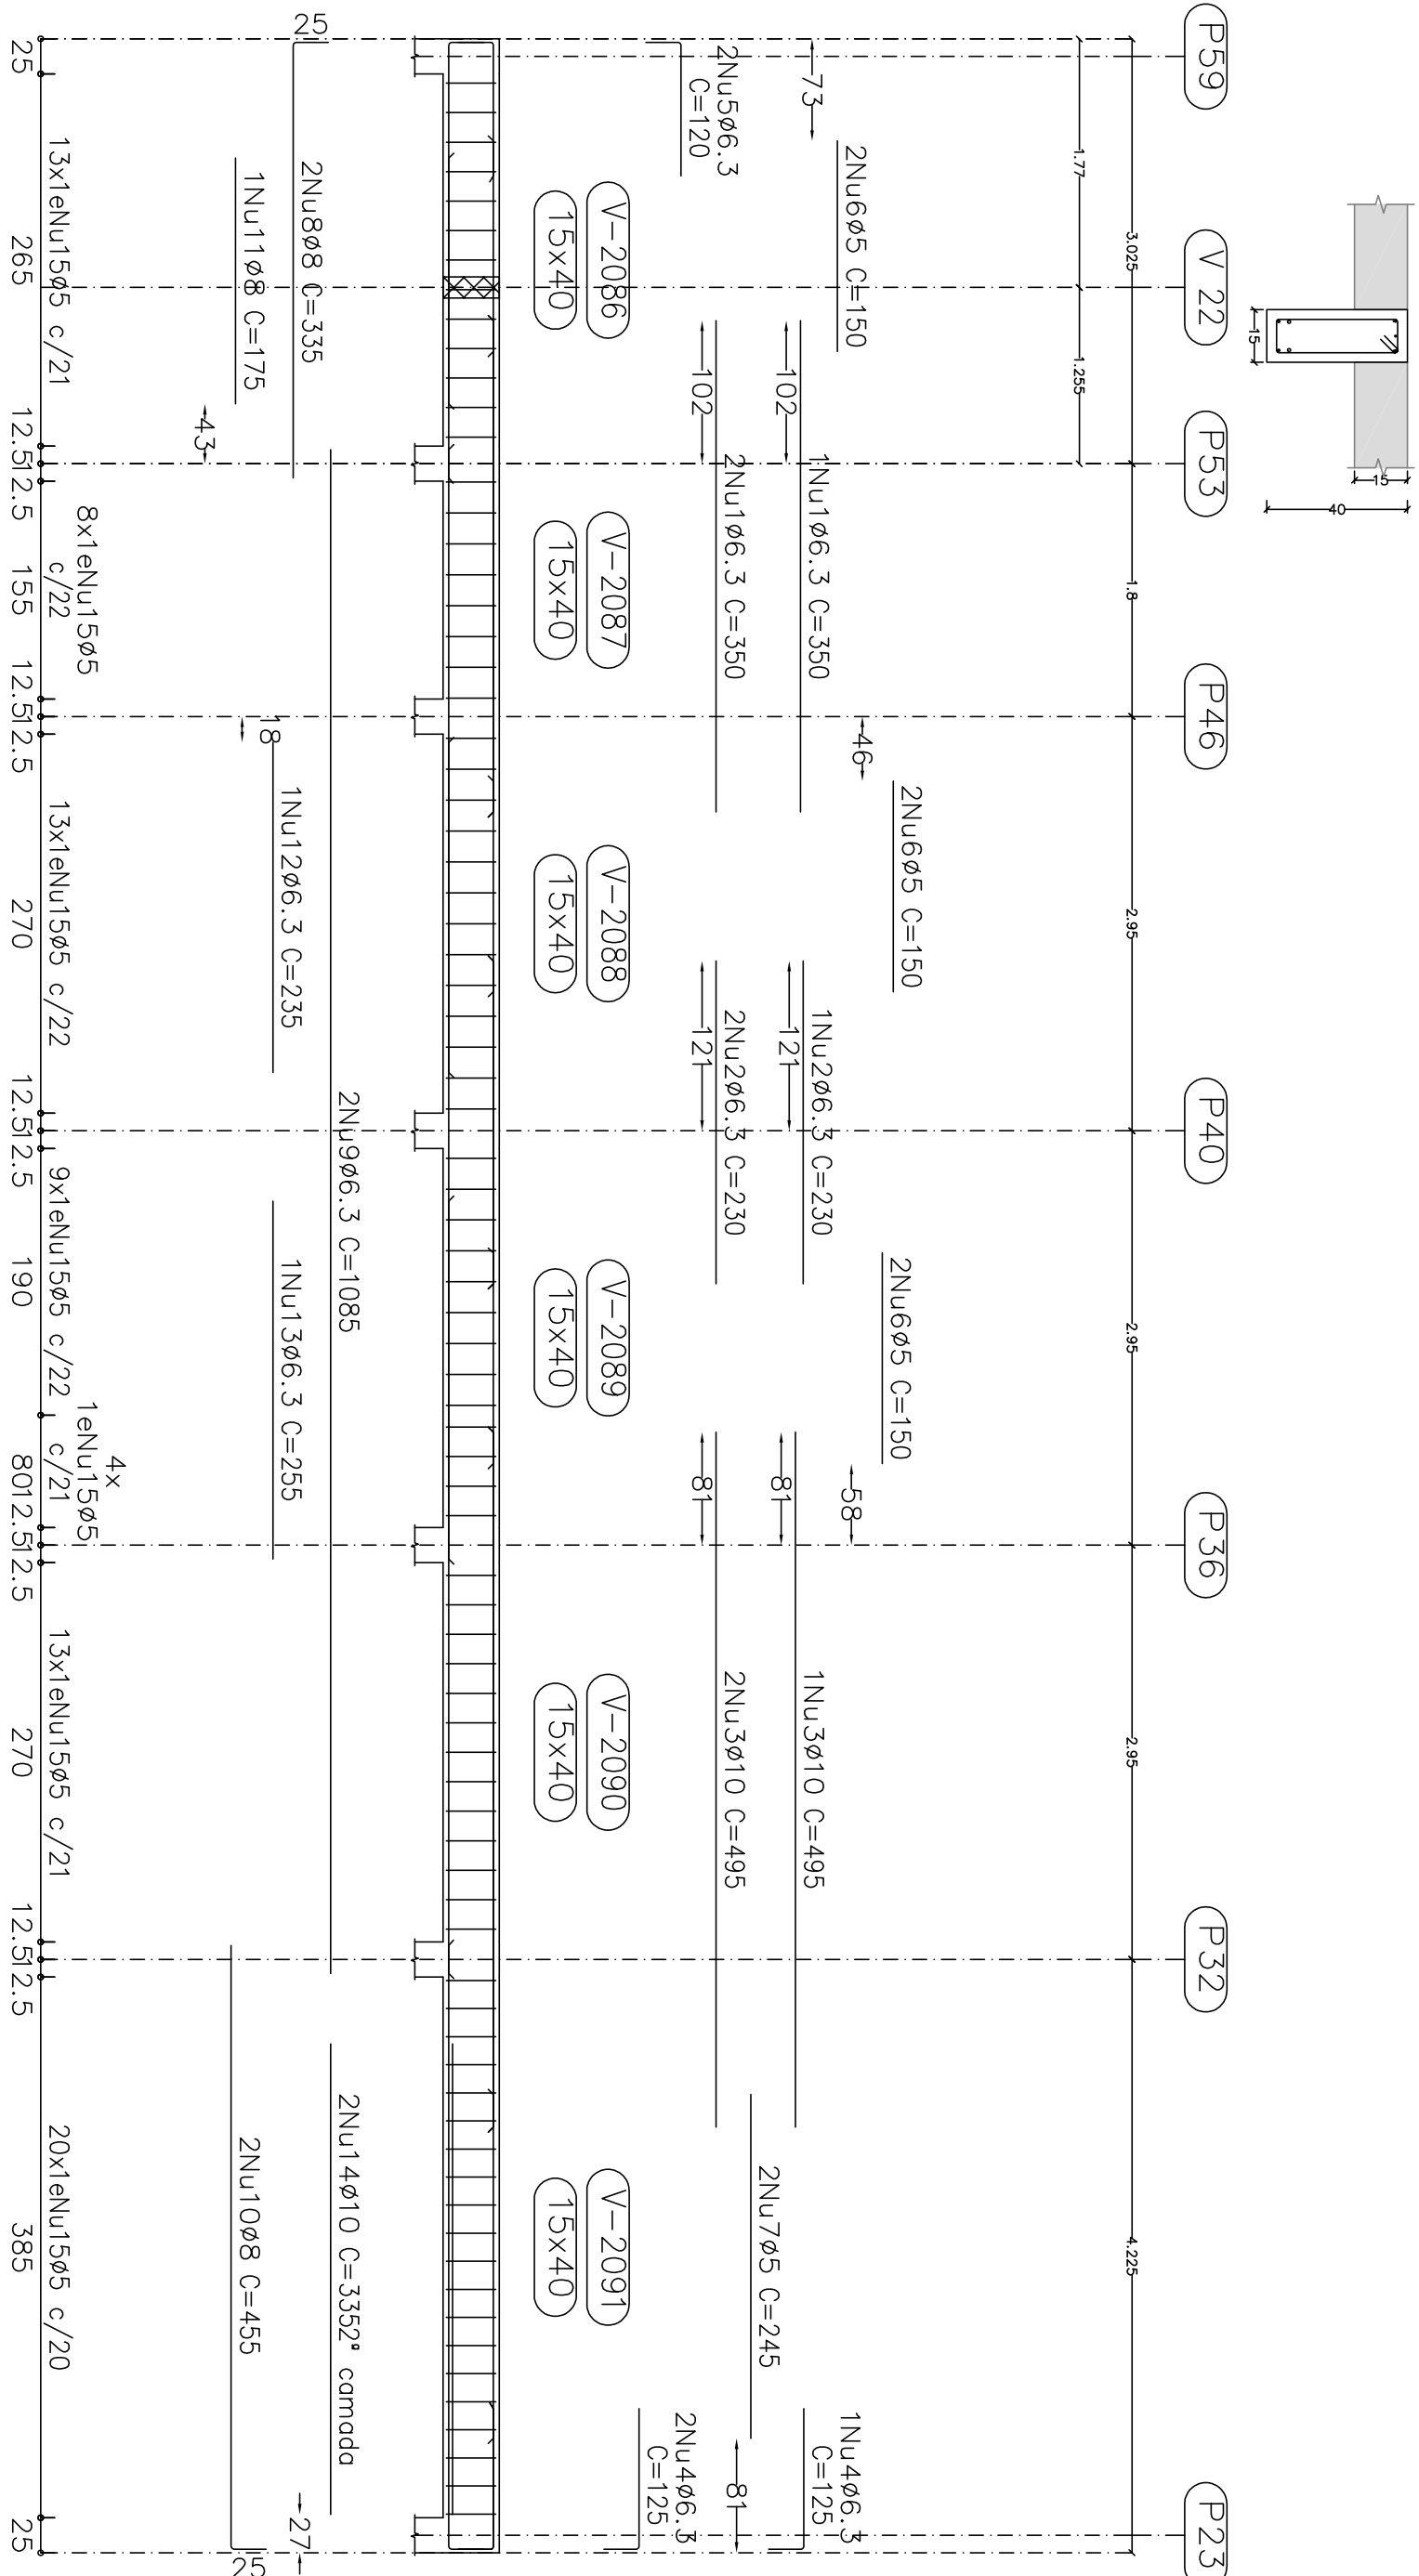 P59
V 22
P53
P46
P40
P36
P32
P23
15
15
40
3.025
1.8
2.95
2.95
2.95
4.225
1.77
1.255
2Nu6ø5 C=150
73
2Nu6ø5 C=150
46
2Nu6ø5 C=150
58
1Nu4ø6.3
C=125
1Nu1ø6.3 C=350
102
1Nu2ø6.3 C=230
121
1Nu3ø10 C=495
81
2Nu7ø5 C=245
81
2Nu5ø6.3
C=120
2Nu1ø6.3 C=350
102
2Nu2ø6.3 C=230
121
2Nu3ø10 C=495
81
2Nu4ø6.3
C=125
V-2086
15x40
V-2087
15x40
V-2088
15x40
V-2089
15x40
V-2090
15x40
V-2091
15x40
25
2Nu8ø8 C=335
2Nu9ø6.3 C=1085
2Nu14ø10 C=3352ª camada
27
1Nu11ø8 C=175
43
18
1Nu12ø6.3 C=235
1Nu13ø6.3 C=255
2Nu10ø8 C=455
25
13x1eNu15ø5 c/21
8x1eNu15ø5
c/22
13x1eNu15ø5 c/22
9x1eNu15ø5 c/22
4x
1eNu15ø5
c/21
13x1eNu15ø5 c/21
20x1eNu15ø5 c/20
25
265
12.5
12.5
155
12.5
12.5
270
12.5
12.5
190
80
12.5
12.5
270
12.5
12.5
385
25